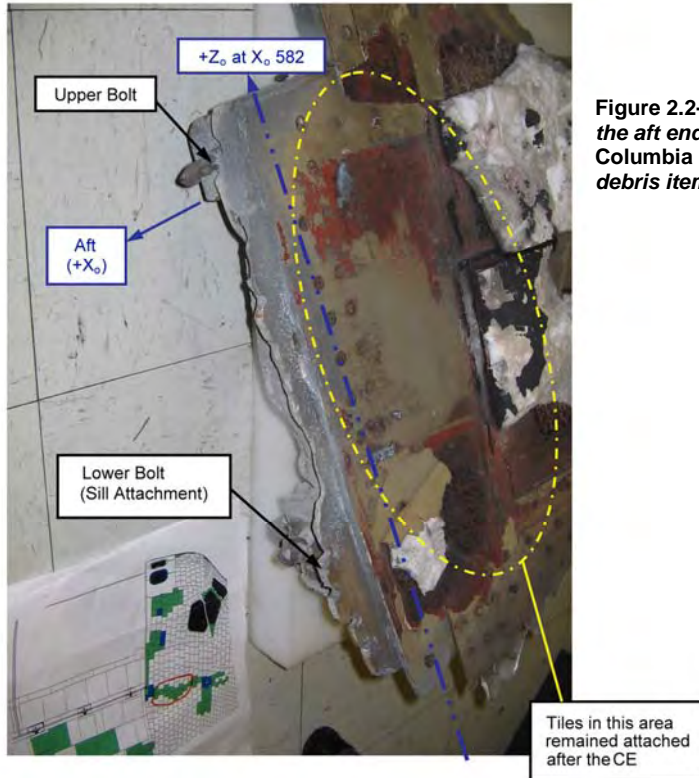 +Zₒ at Xₒ 582
Upper Bolt
Figure 2.2-
the aft end
Columbia
debris item
Aft
(+Xₒ)
Lower Bolt
(Sill Attachment)
Tiles in this area
remained attached
after the CE